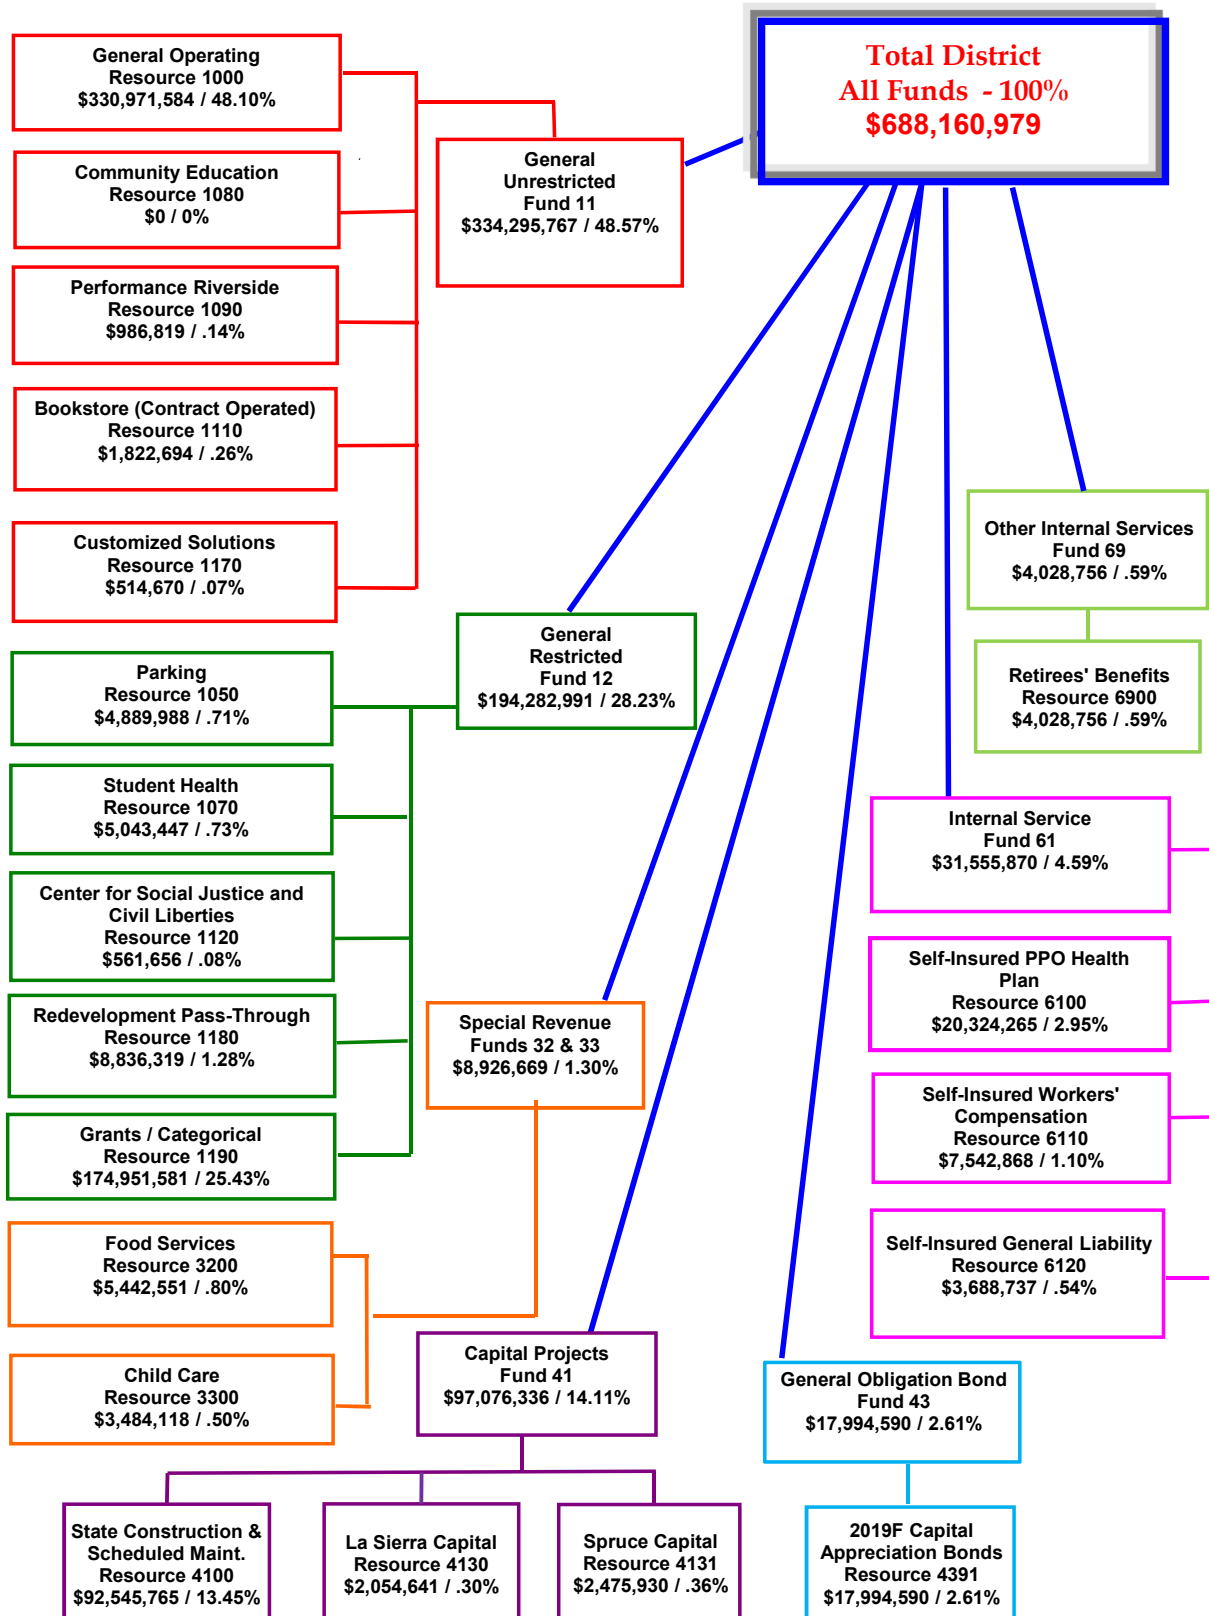 Total District
All Funds - 100%
$688,160,979
General Operating
Resource 1000
$330,971,584 / 48.10%
Community Education
Resource 1080
$0 / 0%
Performance Riverside
Resource 1090
$986,819 / .14%
Bookstore (Contract Operated)
Resource 1110
$1,822,694 / .26%
Customized Solutions
Resource 1170
$514,670 / .07%
General
Unrestricted
Fund 11
$334,295,767 / 48.57%
Other Internal Services
Fund 69
$4,028,756 / .59%
Retirees' Benefits
Resource 6900
$4,028,756 / .59%
General
Restricted
Fund 12
$194,282,991 / 28.23%
Parking
Resource 1050
$4,889,988 / .71%
Student Health
Resource 1070
$5,043,447 / .73%
Center for Social Justice and
Civil Liberties
Resource 1120
$561,656 / .08%
Redevelopment Pass-Through
Resource 1180
$8,836,319 / 1.28%
Grants / Categorical
Resource 1190
$174,951,581 / 25.43%
Internal Service
Fund 61
$31,555,870 / 4.59%
Self-Insured PPO Health
Plan
Resource 6100
$20,324,265 / 2.95%
Self-Insured Workers'
Compensation
Resource 6110
$7,542,868 / 1.10%
Self-Insured General Liability
Resource 6120
$3,688,737 / .54%
Special Revenue
Funds 32 & 33
$8,926,669 / 1.30%
Food Services
Resource 3200
$5,442,551 / .80%
Child Care
Resource 3300
$3,484,118 / .50%
Capital Projects
Fund 41
$97,076,336 / 14.11%
General Obligation Bond
Fund 43
$17,994,590 / 2.61%
State Construction &
Scheduled Maint.
Resource 4100
$92,545,765 / 13.45%
La Sierra Capital
Resource 4130
$2,054,641 / .30%
Spruce Capital
Resource 4131
$2,475,930 / .36%
2019F Capital
Appreciation Bonds
Resource 4391
$17,994,590 / 2.61%